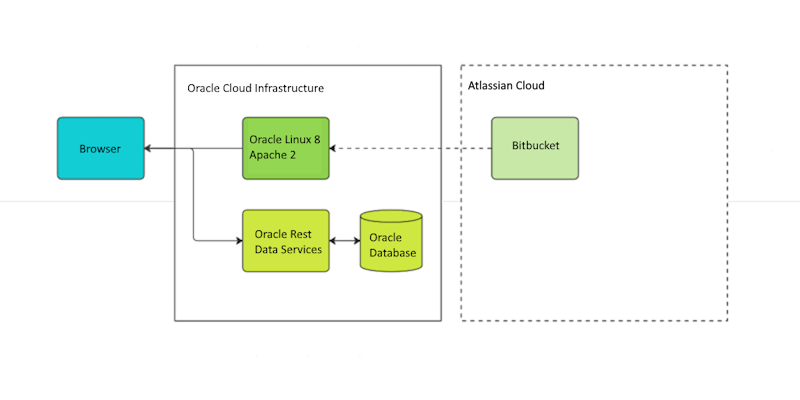 Oracle Cloud Infrastructure
Atlassian Cloud
Browser
Oracle Linux 8
Apache 2
Bitbucket
Oracle Rest
Data Services
Oracle
Database